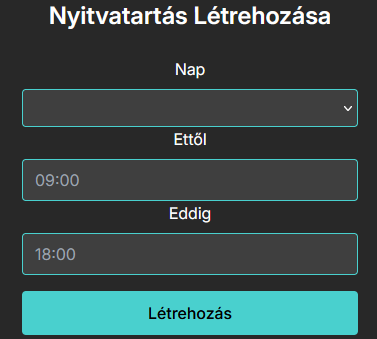 Nyitvatartás Létrehozása
Nap
Ettől
09:00
Eddig
18:00
Létrehozás